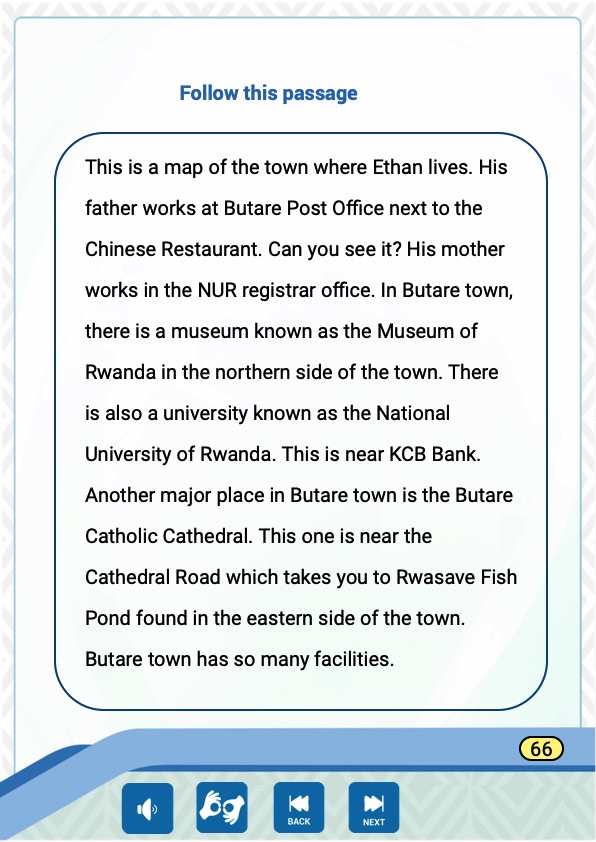 Follow this passage
This is a map of the town where Ethan lives. His
father works at Butare Post Office next to the
Chinese Restaurant. Can you see it? His mother
works in the NUR registrar office. In Butare town,
there is a museum known as the Museum of
Rwanda in the northern side of the town. There
is also a university known as the National
University of Rwanda. This is near KCB Bank.
Another major place in Butare town is the Butare
Catholic Cathedral. This one is near the
Cathedral Road which takes you to Rwasave Fish
Pond found in the eastern side of the town.
Butare town has so many facilities.
66
BACK
NEXT